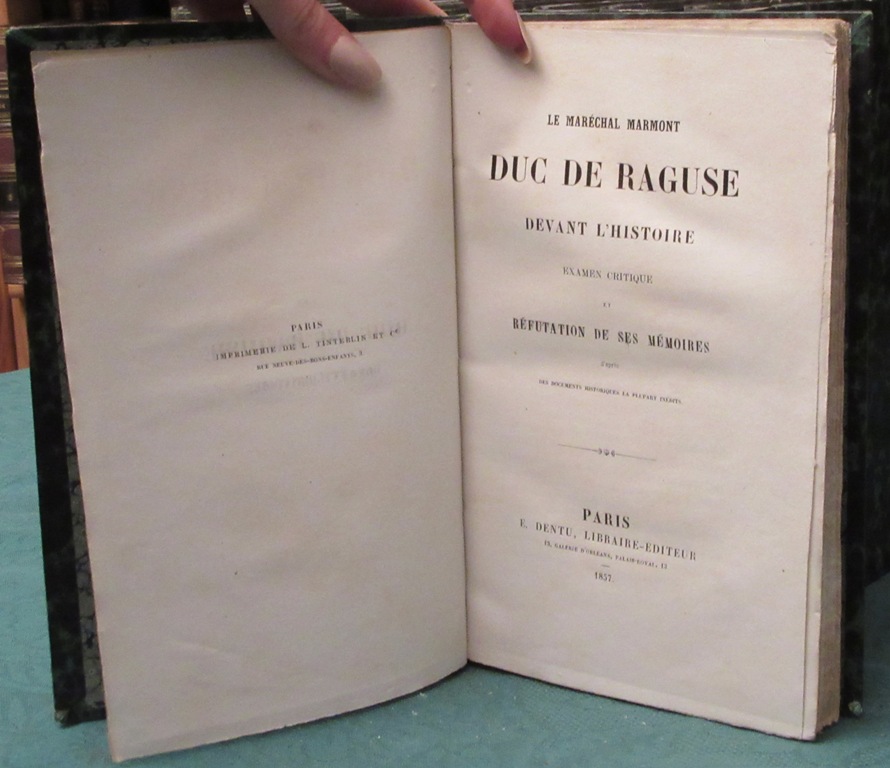 PARIS
IMPRIMERIE DE L. TINTERLIN ET Cᵉ
RUE NEUVE-DES-BONS-ENFANTS, 3
LE MARÉCHAL MARMONT
DUC DE RAGUSE
DEVANT L'HISTOIRE
EXAMEN CRITIQUE
ET
RÉFUTATION DE SES MÉMOIRES
d'après
DES DOCUMENTS HISTORIQUES LA PLUPART INÉDITS.
PARIS
E. DENTU, LIBRAIRE-EDITEUR
13, GALERIE D'ORLÉANS, PALAIS-ROYAL, 13
1857.